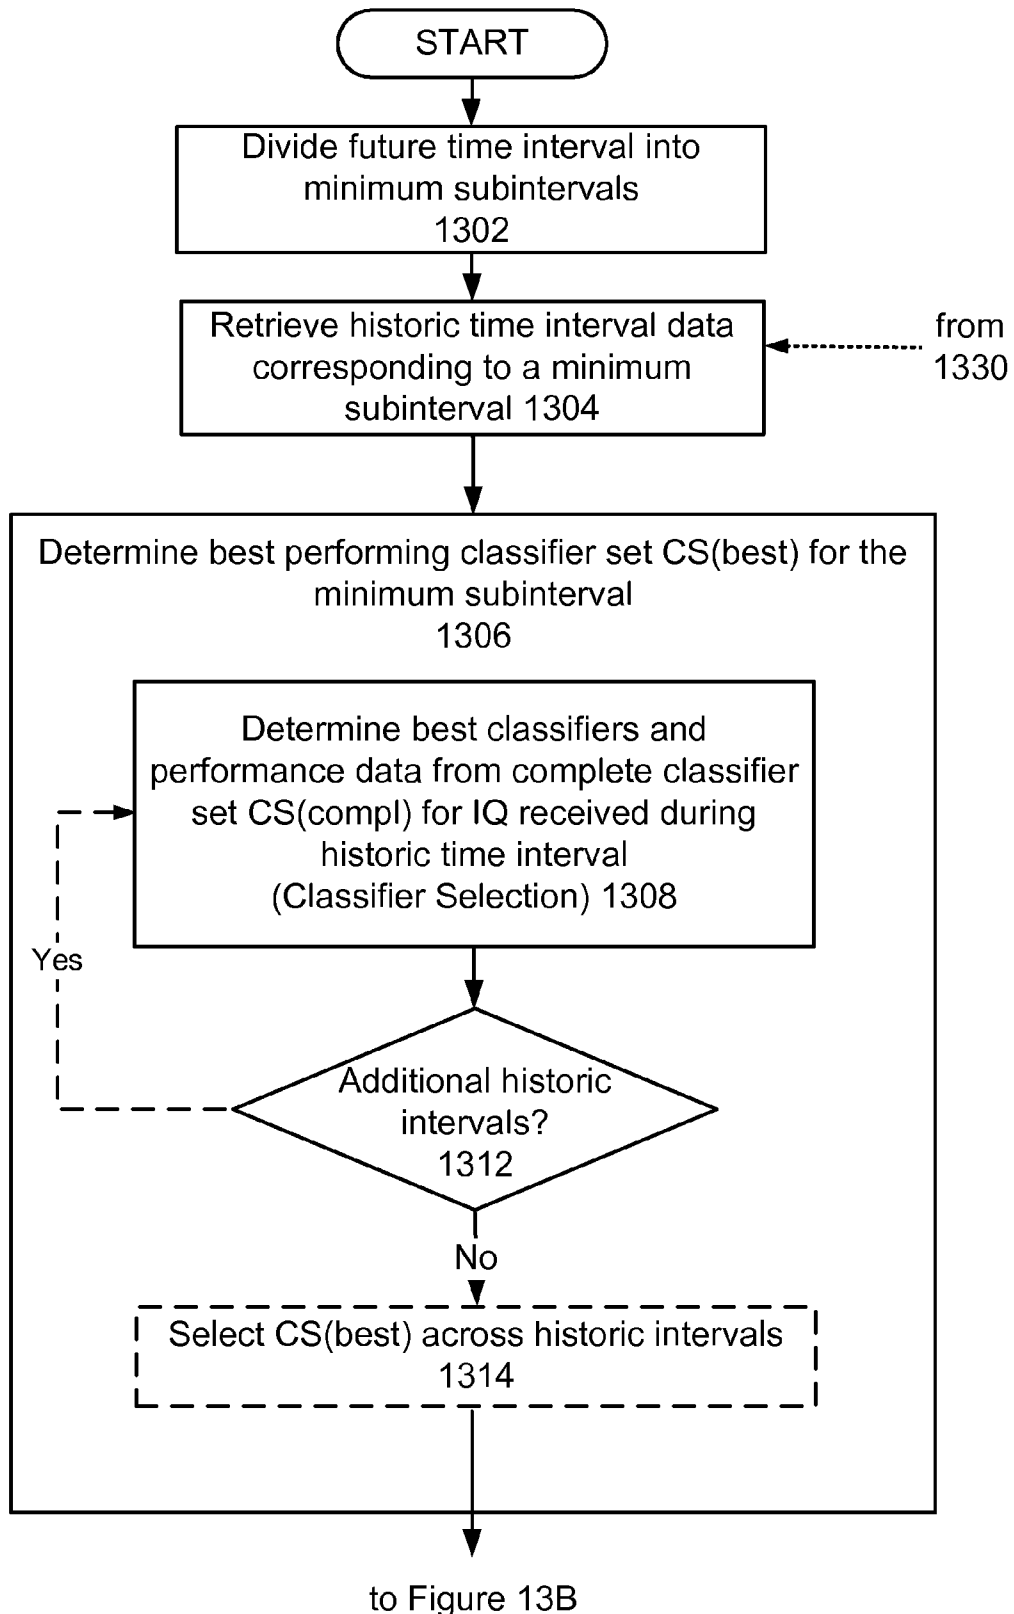 START
Divide future time interval into
minimum subintervals
1302
Retrieve historic time interval data
corresponding to a minimum
subinterval 1304
from
1330
Determine best performing classifier set CS(best) for the
minimum subinterval
1306
Determine best classifiers and
performance data from complete classifier
set CS(compl) for IQ received during
historic time interval
(Classifier Selection) 1308
Yes
Additional historic
intervals?
1312
No
Select CS(best) across historic intervals
1314
to Figure 13B